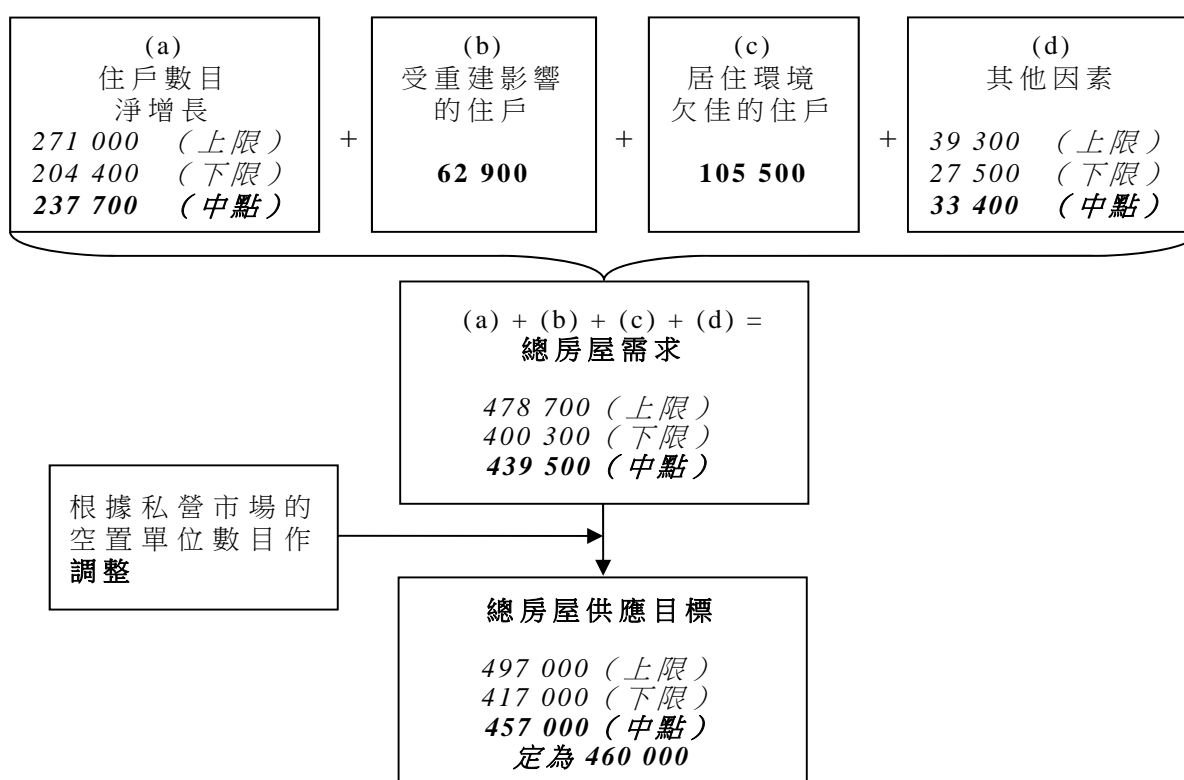 (a)
住戶數目
淨增長
271 000 (上限)
204 400 (下限)
237 700 (中點)
+
(b)
受重建影響
的住戶
62 900
+
(c)
居住環境
欠佳的住戶
105 500
+
(d)
其他因素
39 300 (上限)
27 500 (下限)
33 400 (中點)
(a) + (b) + (c) + (d) =
總房屋需求
478 700 (上限)
400 300 (下限)
439 500 (中點)
根據私營市場的
空置單位數目作
調整
總房屋供應目標
497 000 (上限)
417 000 (下限)
457 000 (中點)
定為 460 000